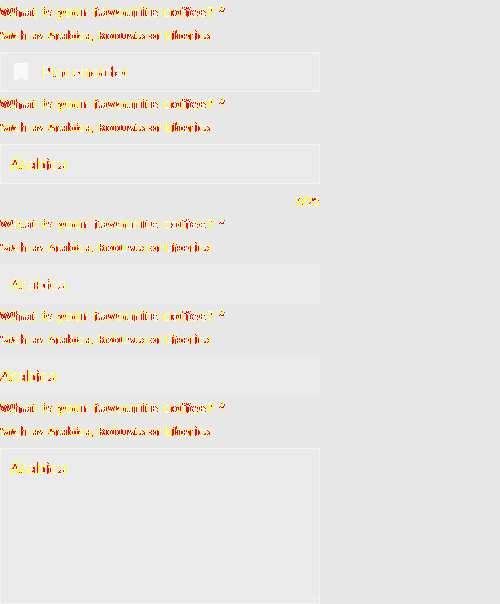 What is your favourite coffee? *
Such as Arabica, Robusta or Liberica
Phone number
What is your favourite coffee? *
Such as Arabica, Robusta or Liberica
Arabica
What is your favourite coffee? *
Such as Arabica, Robusta or Liberica
Arabica
What is your favourite coffee? *
Such as Arabica, Robusta or Liberica
Arabica
What is your favourite coffee? *
Such as Arabica, Robusta or Liberica
Arabica